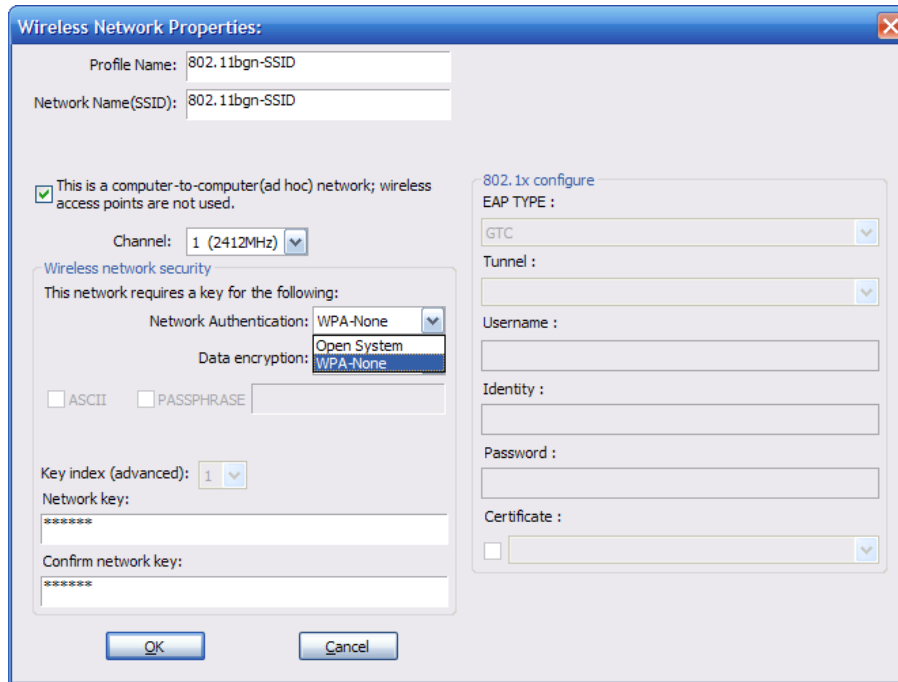 Wireless Network Properties:
Profile Name: 802.11bgn-SSID
Network Name(SSID): 802.11bgn-SSID
This is a computer-to-computer(ad hoc) network; wireless
access points are not used.
Channel: 1 (2412MHz)
Wireless network security
This network requires a key for the following:
Network Authentication: WPA-None
Open System
Data encryption: WPA-None
ASCII PASSPHRASE
Key index (advanced): 1
Network key:
******
Confirm network key:
******
802.1x configure
EAP TYPE :
GTC
Tunnel :
Username :
Identity :
Password :
Certificate :
OK Cancel